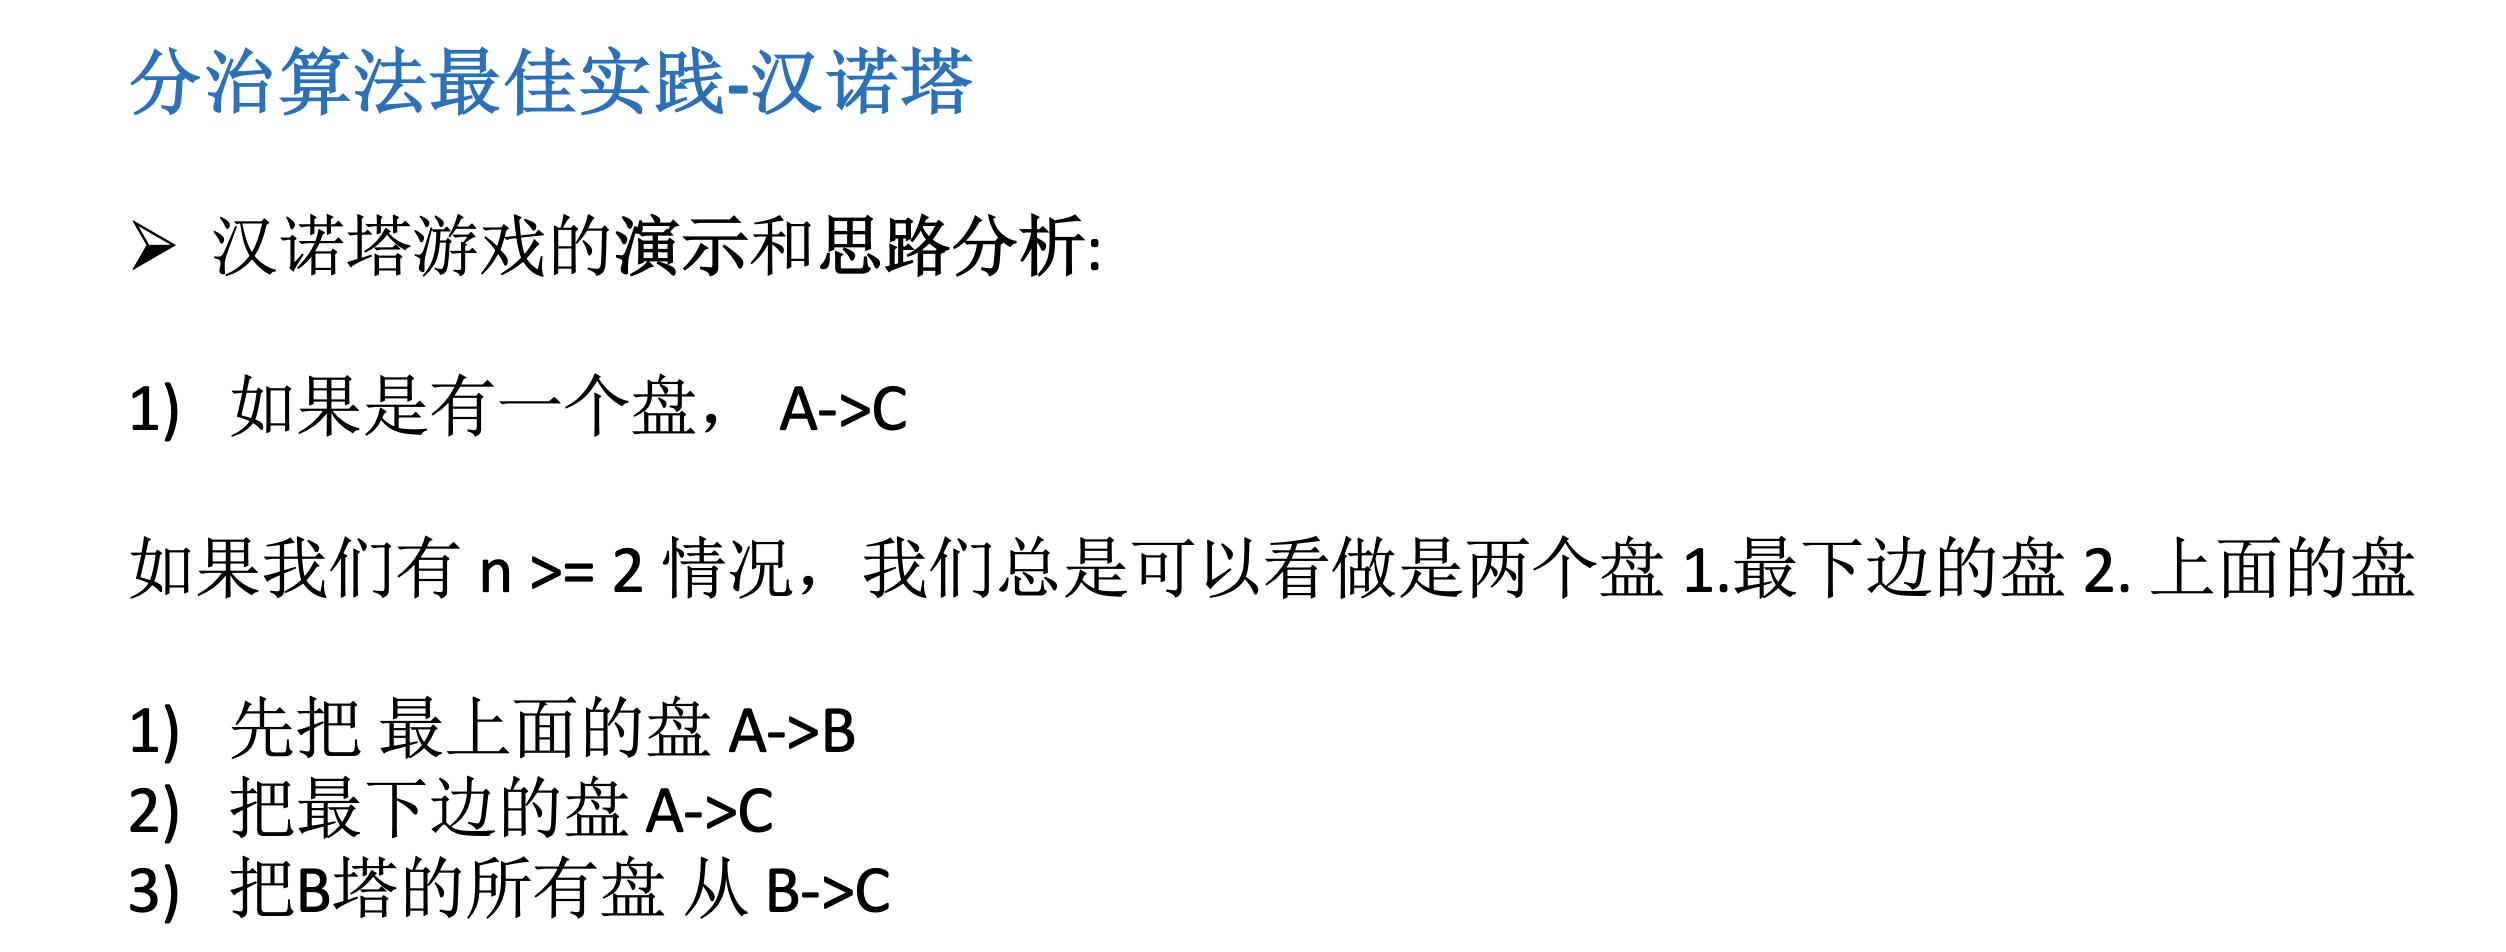 分治算法最佳实践-汉诺塔
➢ 汉诺塔游戏的演示和思路分析:
1) 如果是有一个盘， A->C
如果我们有 n >= 2 情况，我们总是可以看做是两个盘 1.最下边的盘 2. 上面的盘
1) 先把 最上面的盘 A->B
2) 把最下边的盘 A->C
3) 把B塔的所有盘 从 B->C